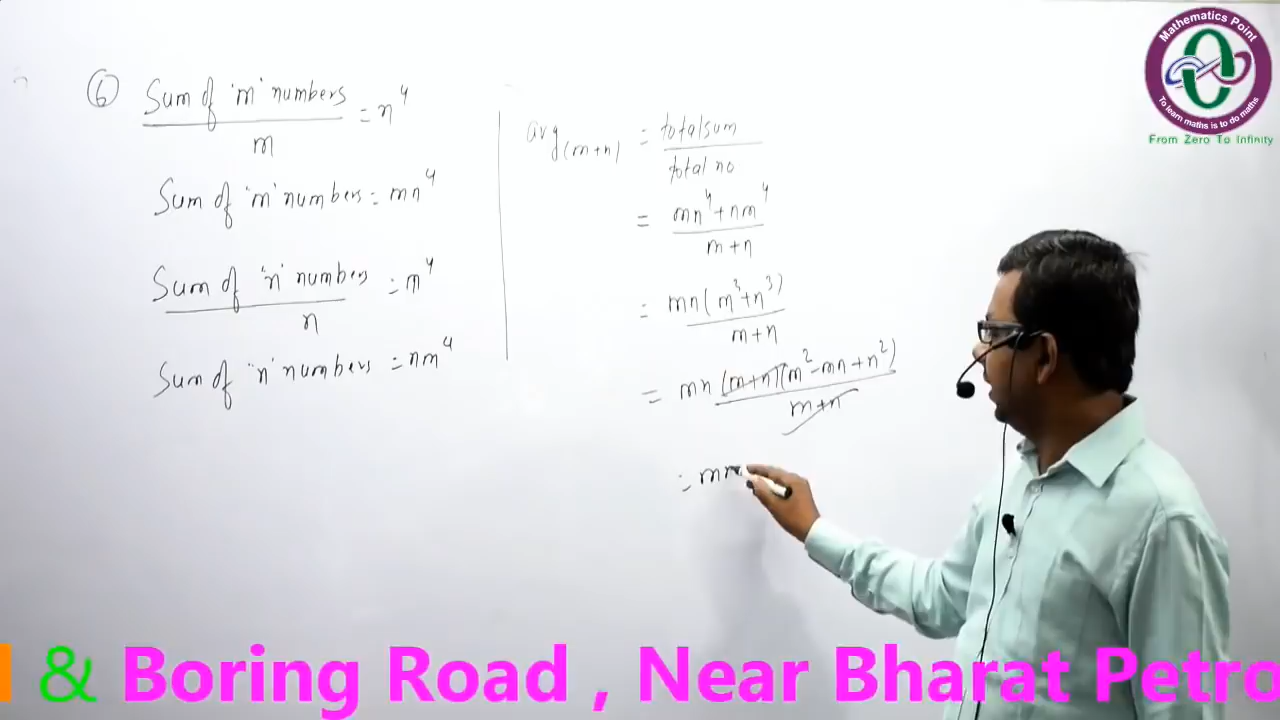 ⑥ Sum of 'm' numbers / m = n⁴
Sum of 'm' numbers = mn⁴
Sum of 'n' numbers / n = m⁴
Sum of 'n' numbers = nm⁴
avg(m+n) = total sum / total no
= mn⁴+nm⁴ / m+n
= mn(m³+n³) / m+n
= mn (m+n)(m²-mn+n²) / m+n
= mn
Mathematics Point
To learn maths is to do maths
From Zero To Infinity
& Boring Road , Near Bharat Petro